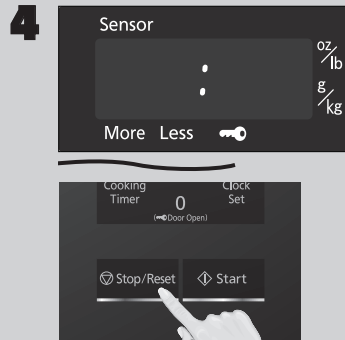 4
Sensor
:
oz/lb
g/kg
More Less
Cooking Timer
0
(Door Open)
Clock Set
Stop/Reset
Start